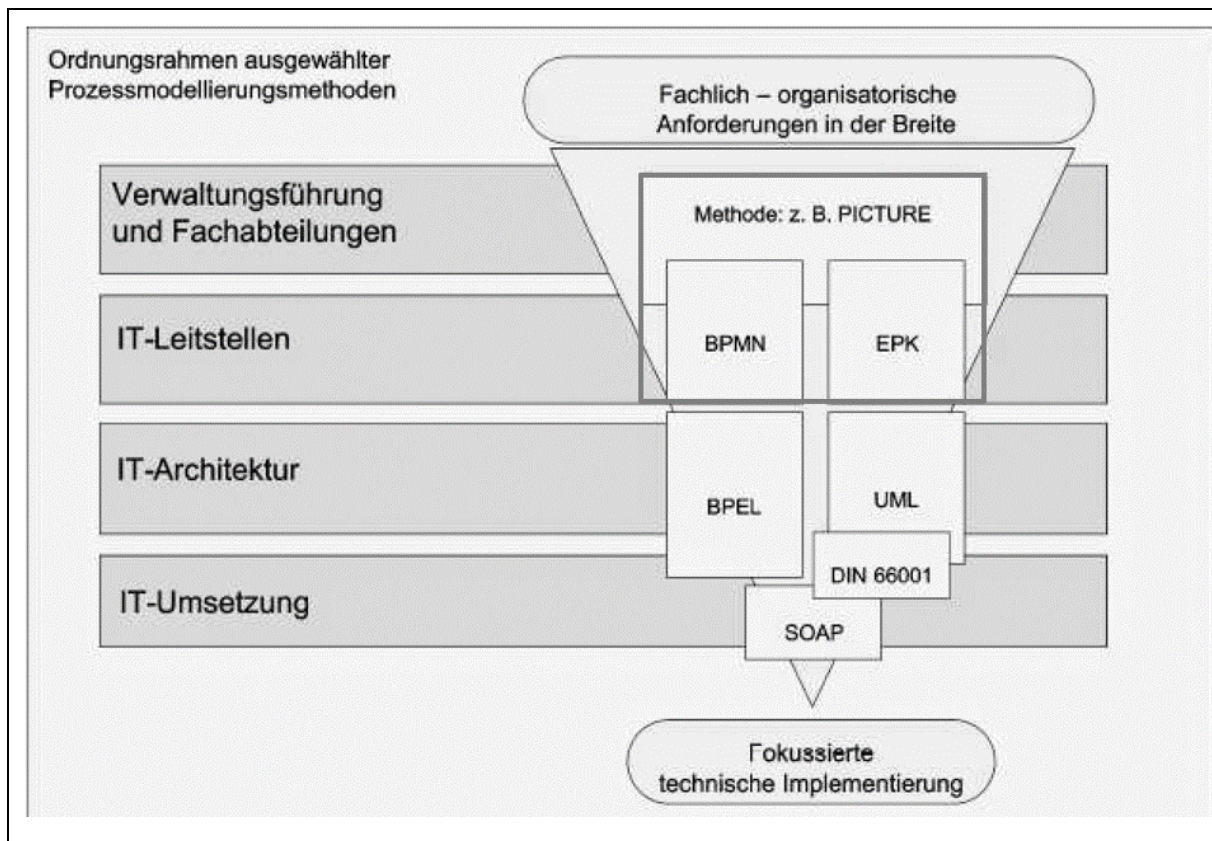 Ordnungsrahmen ausgewählter
Prozessmodellierungsmethoden
Fachlich – organisatorische
Anforderungen in der Breite
Verwaltungsführung
und Fachabteilungen
Methode: z. B. PICTURE
IT-Leitstellen
BPMN
EPK
IT-Architektur
BPEL
UML
DIN 66001
IT-Umsetzung
SOAP
Fokussierte
technische Implementierung